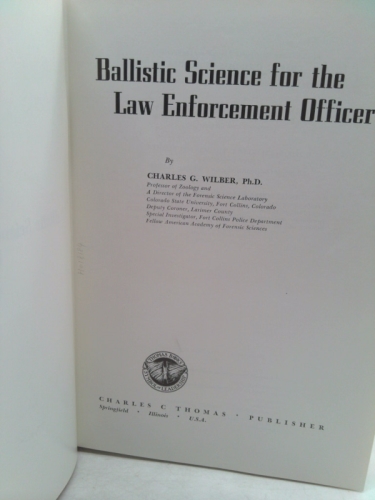 Ballistic Science for the
Law Enforcement Officer
By
CHARLES G. WILBER, Ph.D.
Professor of Zoology and
A Director of the Forensic Science Laboratory
Colorado State University, Fort Collins, Colorado
Deputy Coroner, Larimer County
Special Investigator, Fort Collins Police Department
Fellow American Academy of Forensic Sciences
CHARLES C THOMAS · PUBLISHER
Springfield · Illinois · U.S.A.